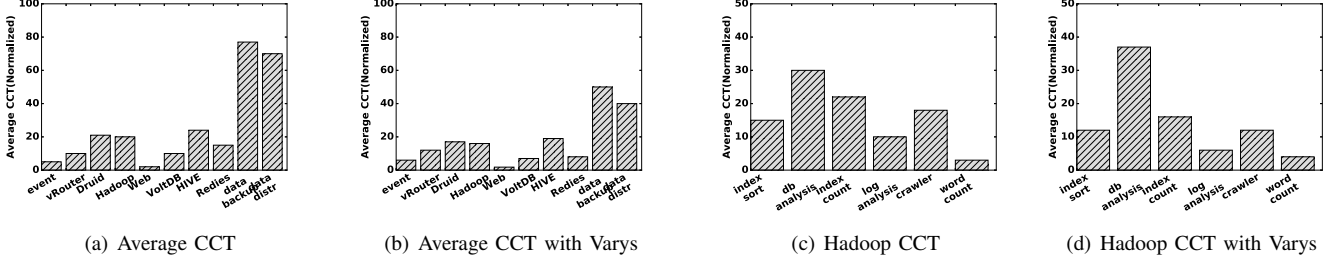 Average CCT(Normalized)
100
80
60
40
20
0
event
vRouter
Druid
Hadoop
Web
VoltDB
HIVE
Redies
data
backup
data
distr
(a) Average CCT
Average CCT(Normalized)
100
80
60
40
20
0
event
vRouter
Druid
Hadoop
Web
VoltDB
HIVE
Redies
data
backup
data
distr
(b) Average CCT with Varys
Average CCT(Normalized)
50
40
30
20
10
0
index
sort
db
analysis
index
count
log
analysis
crawler
word
count
(c) Hadoop CCT
Average CCT(Normalized)
50
40
30
20
10
0
index
sort
db
analysis
index
count
log
analysis
crawler
word
count
(d) Hadoop CCT with Varys